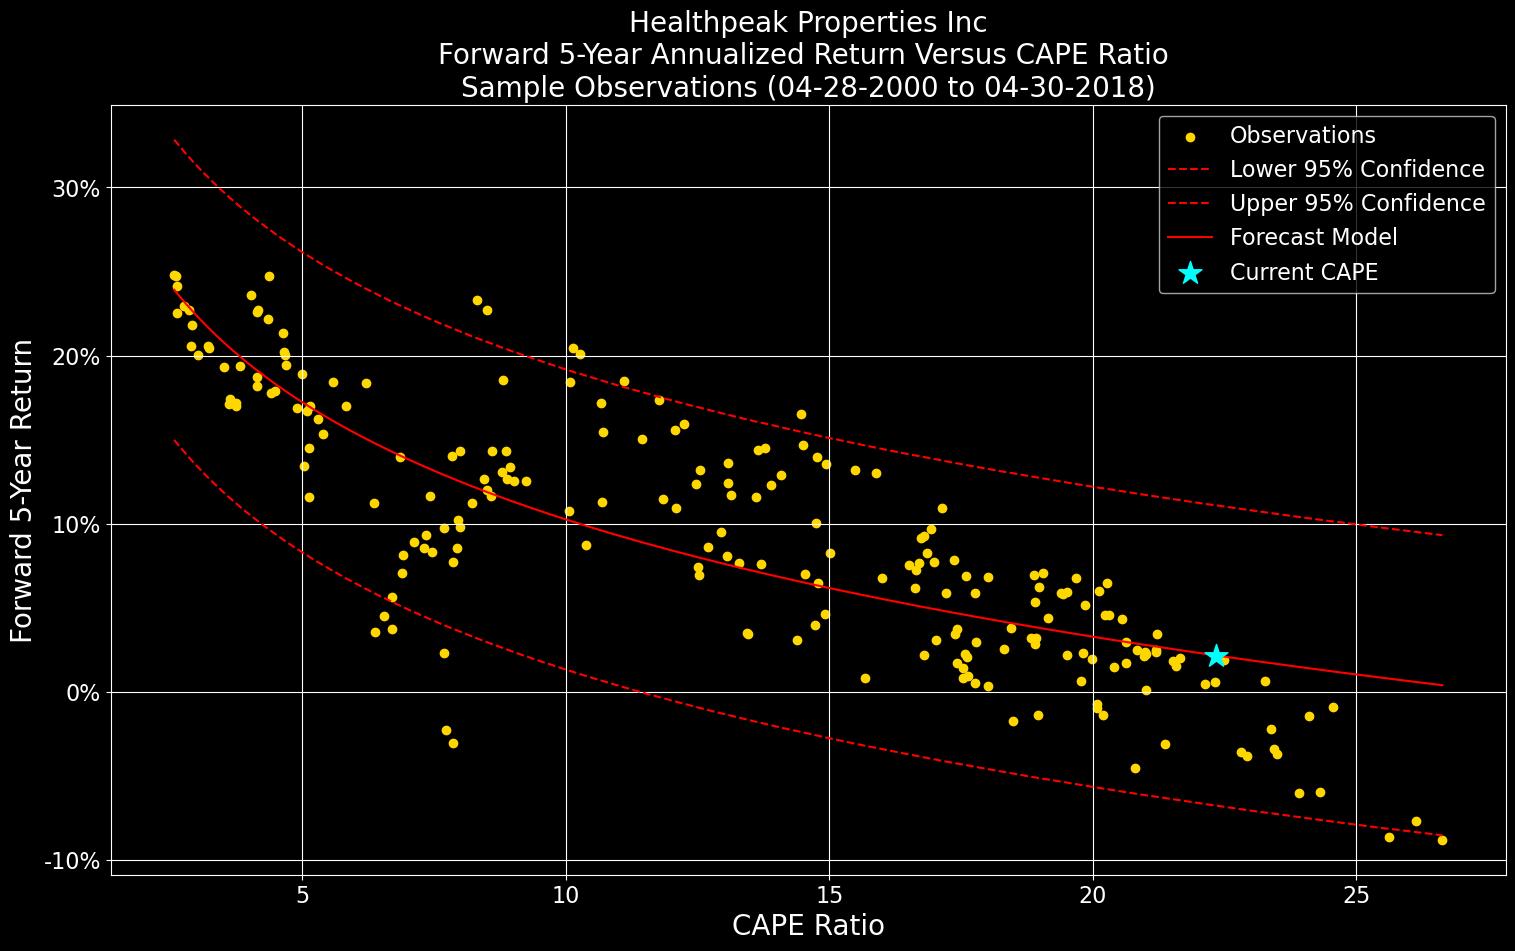 Healthpeak Properties Inc
Forward 5-Year Annualized Return Versus CAPE Ratio
Sample Observations (04-28-2000 to 04-30-2018)
Observations
Lower 95% Confidence
Upper 95% Confidence
Forecast Model
Current CAPE
Forward 5-Year Return
30%
20%
10%
0%
-10%
5 10 15 20 25
CAPE Ratio